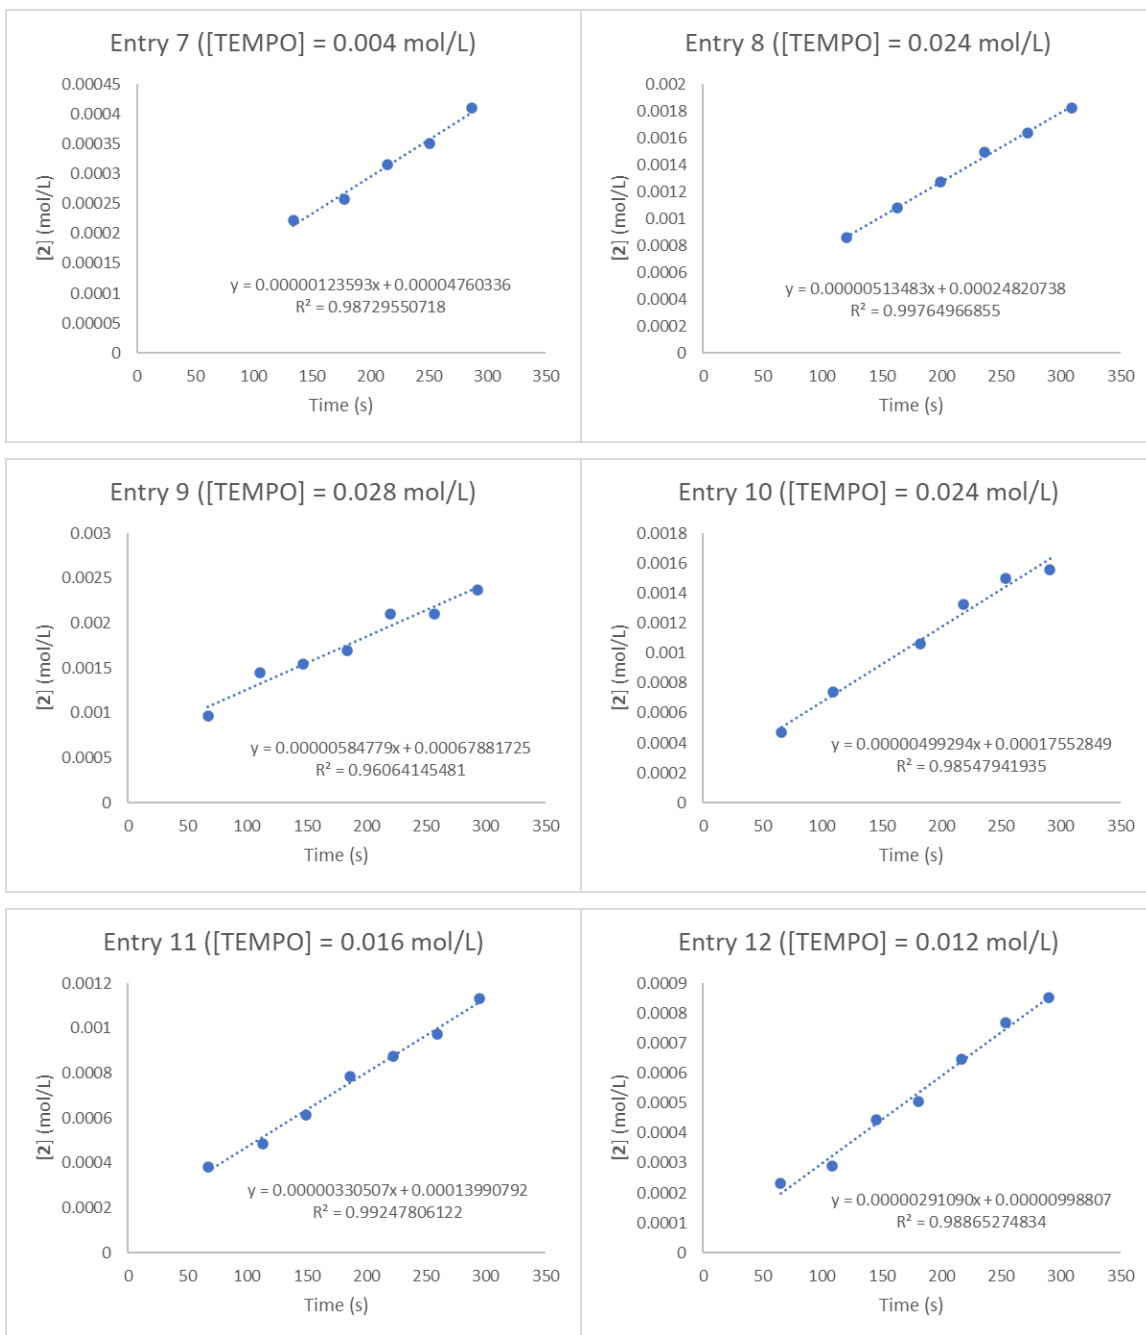 Entry 7 ([TEMPO] = 0.004 mol/L)
0.00045
0.0004
0.00035
0.0003
0.00025
0.0002
0.00015
0.0001
0.00005
0
[2] (mol/L)
y = 0.00000123593x + 0.00004760336
R² = 0.98729550718
0 50 100 150 200 250 300 350
Time (s)
Entry 8 ([TEMPO] = 0.024 mol/L)
0.002
0.0018
0.0016
0.0014
0.0012
0.001
0.0008
0.0006
0.0004
0.0002
0
[2] (mol/L)
y = 0.00000513483x + 0.00024820738
R² = 0.99764966855
0 50 100 150 200 250 300 350
Time (s)
Entry 9 ([TEMPO] = 0.028 mol/L)
0.003
0.0025
0.002
0.0015
0.001
0.0005
0
[2] (mol/L)
y = 0.00000584779x + 0.00067881725
R² = 0.96064145481
0 50 100 150 200 250 300 350
Time (s)
Entry 10 ([TEMPO] = 0.024 mol/L)
0.0018
0.0016
0.0014
0.0012
0.001
0.0008
0.0006
0.0004
0.0002
0
[2] (mol/L)
y = 0.00000499294x + 0.00017552849
R² = 0.98547941935
0 50 100 150 200 250 300 350
Time (s)
Entry 11 ([TEMPO] = 0.016 mol/L)
0.0012
0.001
0.0008
0.0006
0.0004
0.0002
0
[2] (mol/L)
y = 0.00000330507x + 0.00013990792
R² = 0.99247806122
0 50 100 150 200 250 300 350
Time (s)
Entry 12 ([TEMPO] = 0.012 mol/L)
0.0009
0.0008
0.0007
0.0006
0.0005
0.0004
0.0003
0.0002
0.0001
0
[2] (mol/L)
y = 0.00000291090x + 0.00000998807
R² = 0.98865274834
0 50 100 150 200 250 300 350
Time (s)